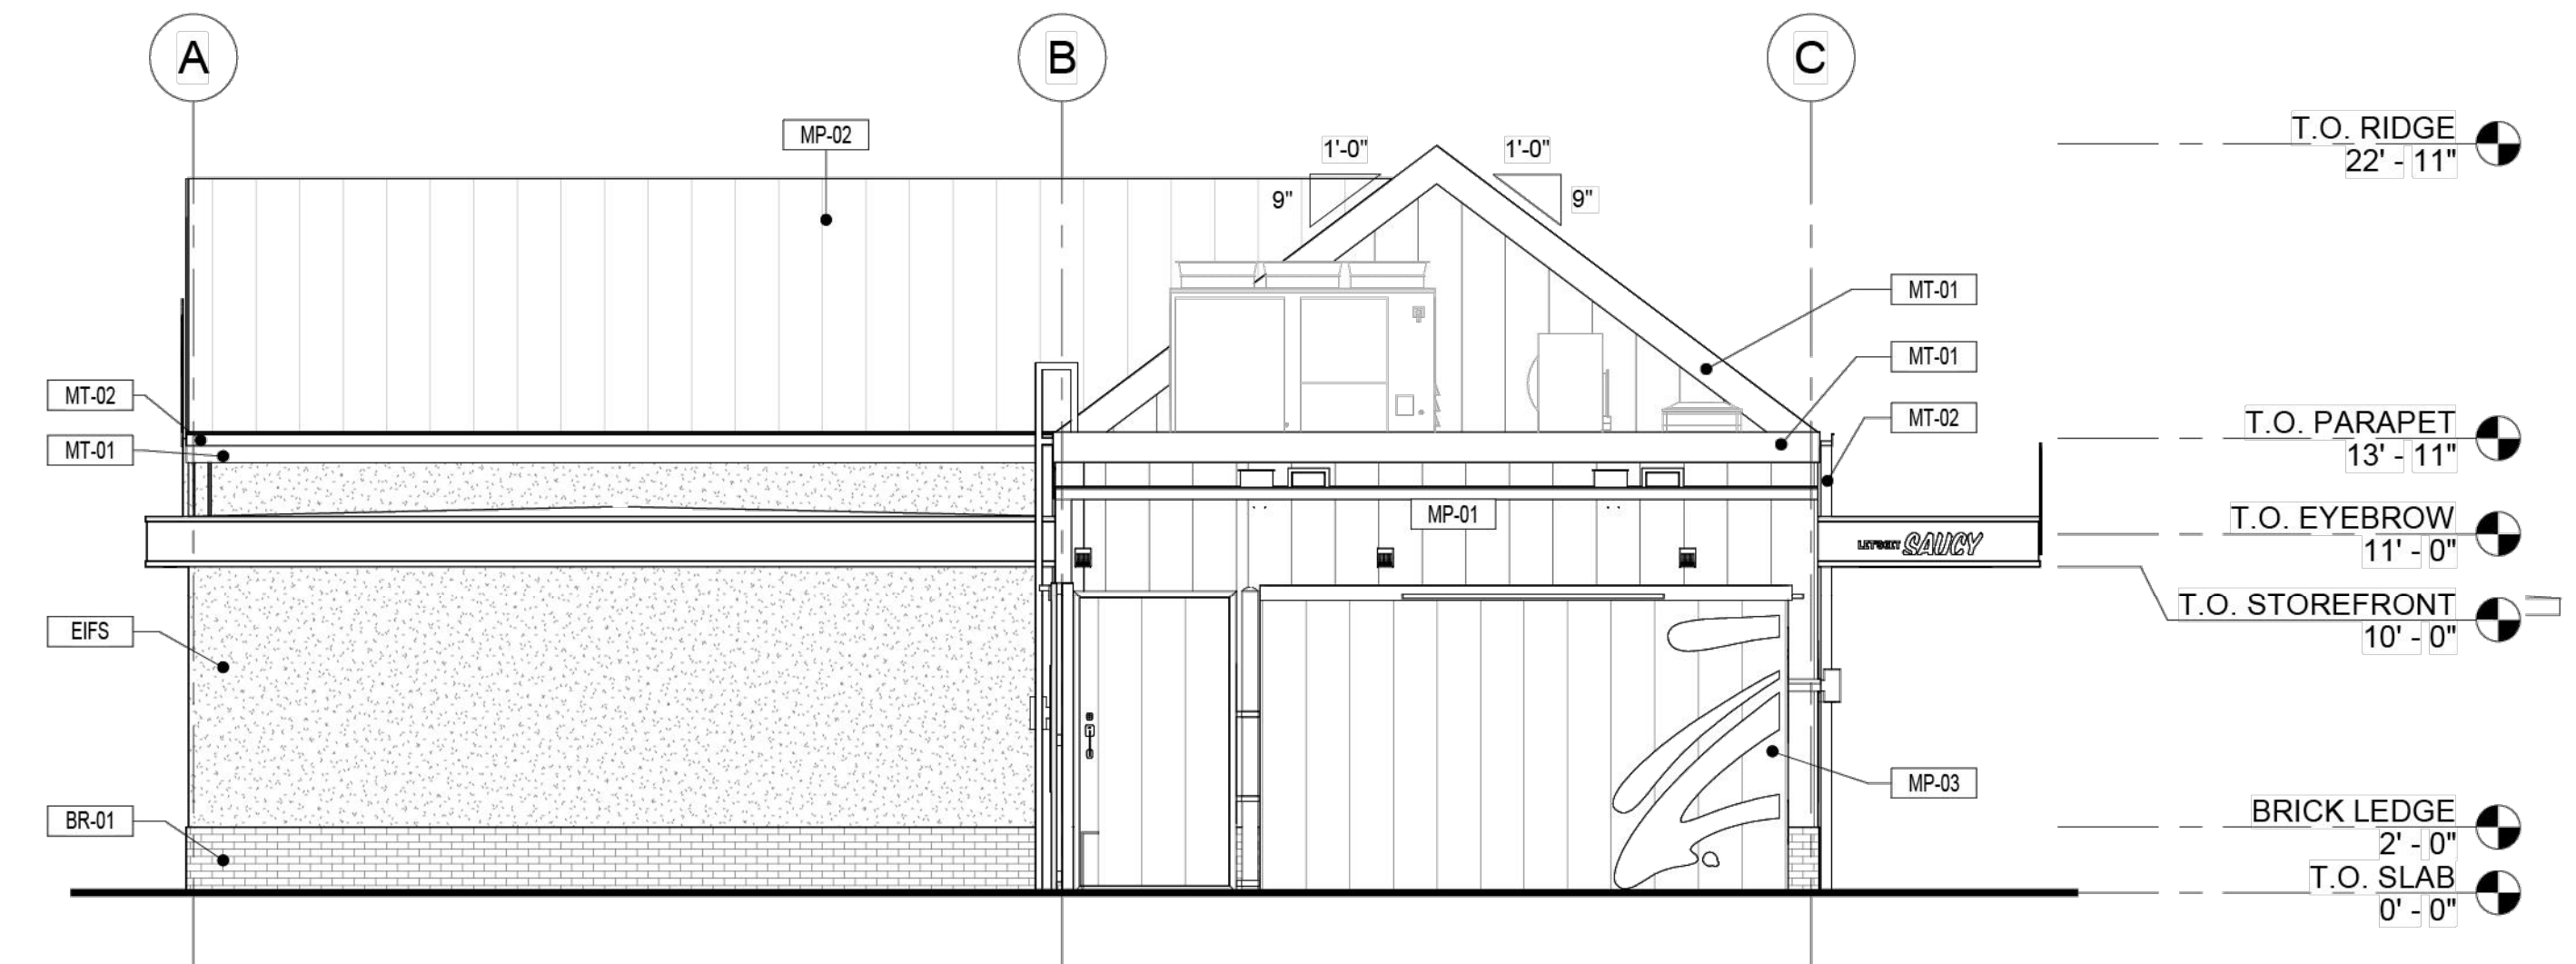 A
B
C
MP-02
1'-0"
1'-0"
9"
9"
T.O. RIDGE
22' - 11"
MT-01
MT-01
MT-02
MT-02
MT-01
T.O. PARAPET
13' - 11"
MP-01
T.O. EYEBROW
11' - 0"
LET'S GET SAUCY
T.O. STOREFRONT
10' - 0"
EIFS
MP-03
BR-01
BRICK LEDGE
2' - 0"
T.O. SLAB
0' - 0"